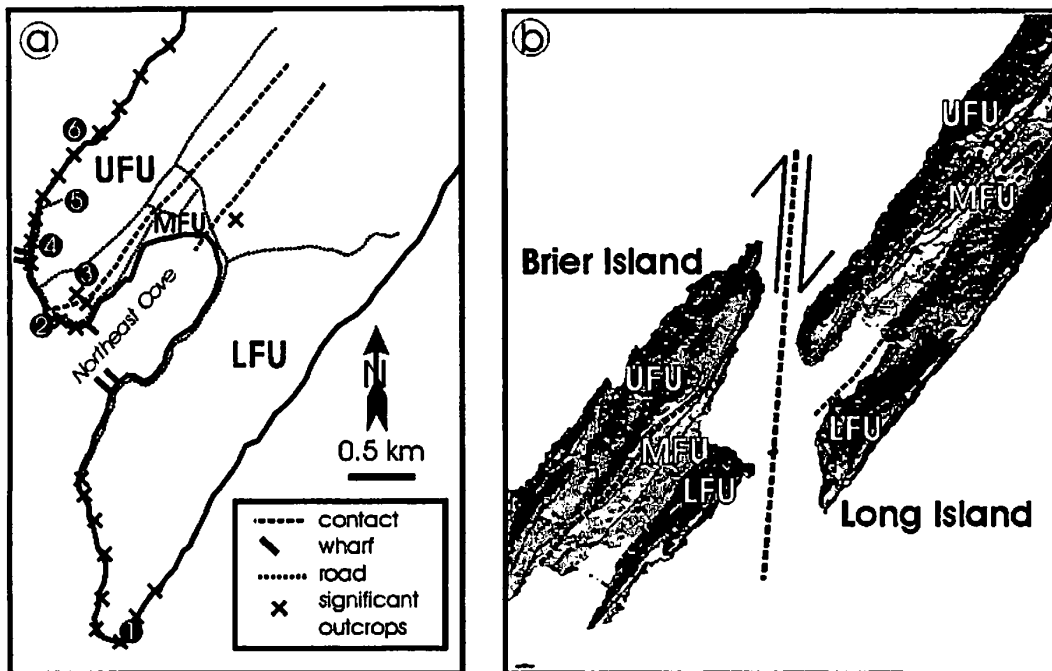 a
6
UFU
5
MFU
4
3
2
Northeast Cove
LFU
N
0.5 km
contact
wharf
road
significant
outcrops
1
b
UFU
MFU
Brier Island
UFU
MFU
LFU
LFU
Long Island